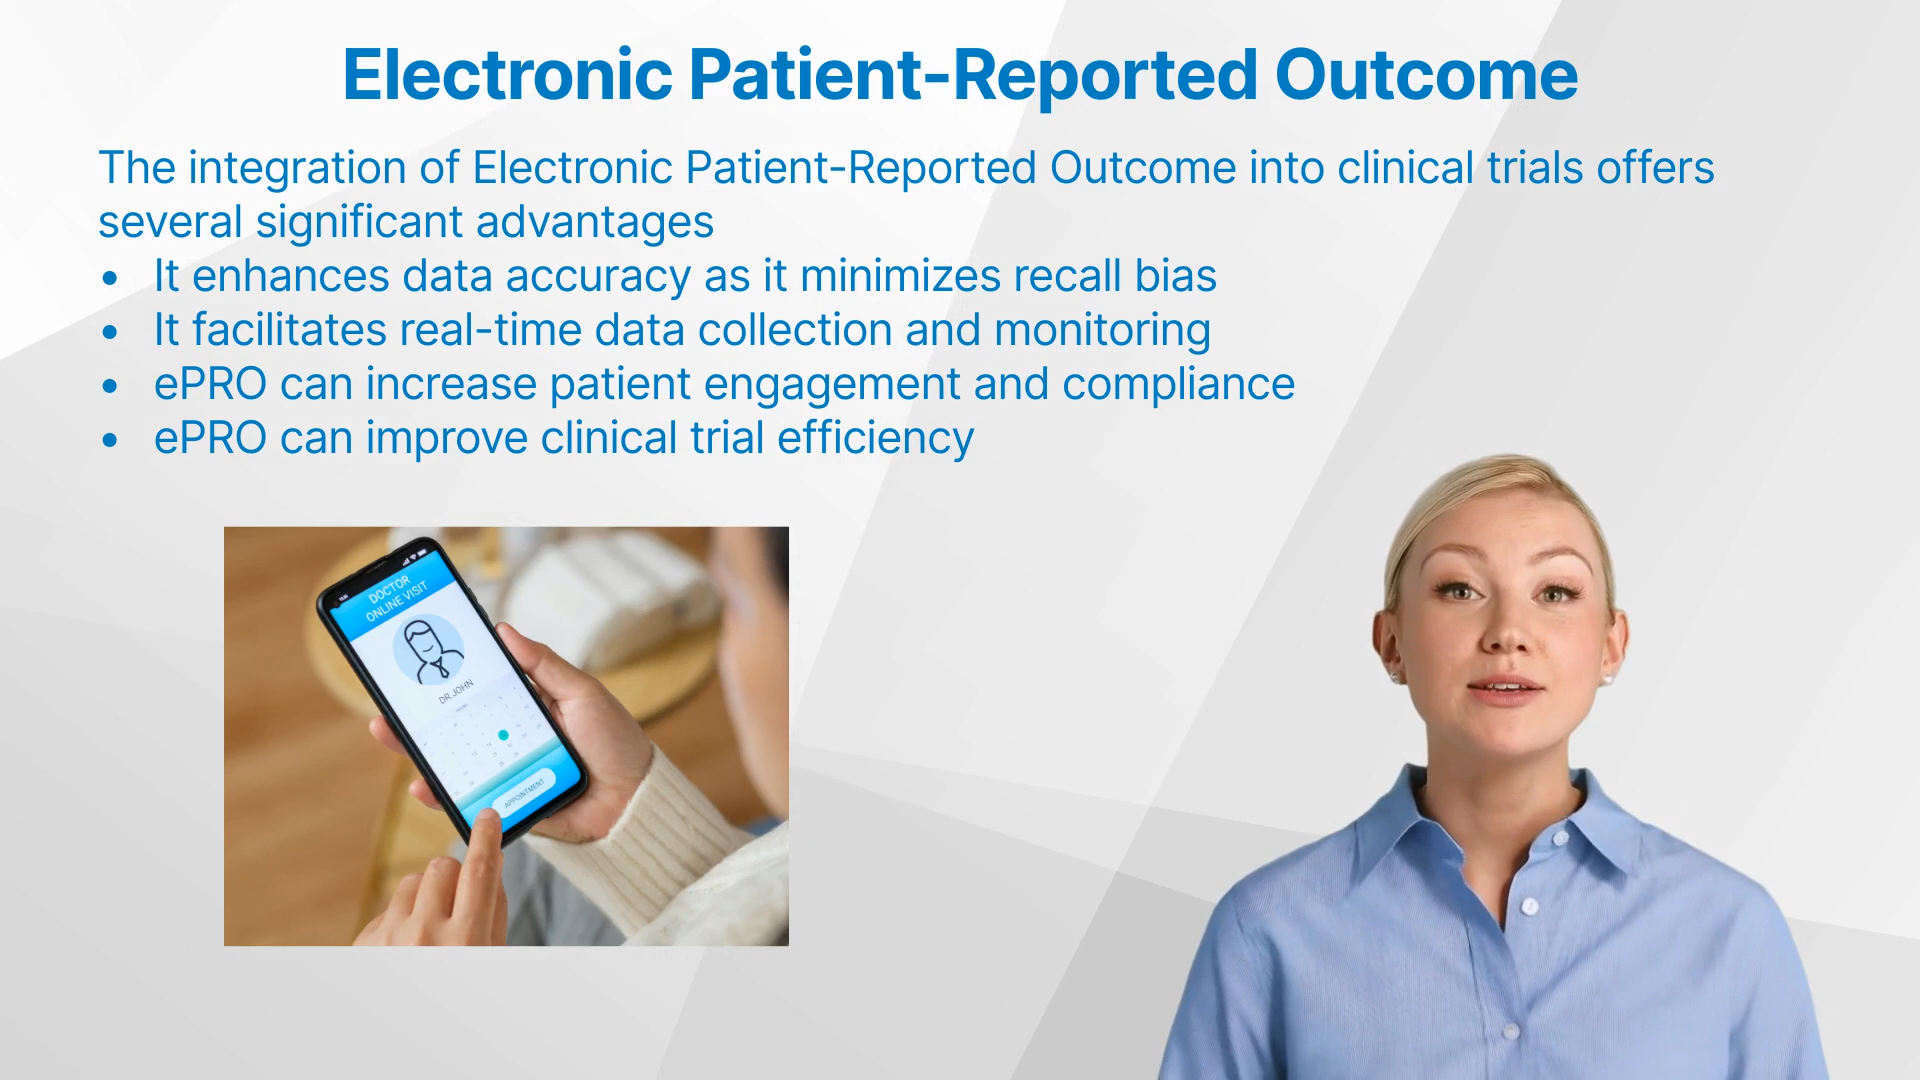 Electronic Patient-Reported Outcome
The integration of Electronic Patient-Reported Outcome into clinical trials offers
several significant advantages
• It enhances data accuracy as it minimizes recall bias
• It facilitates real-time data collection and monitoring
• ePRO can increase patient engagement and compliance
• ePRO can improve clinical trial efficiency
DOCTOR
ONLINE VISIT
DR.JOHN
APPOINTMENT